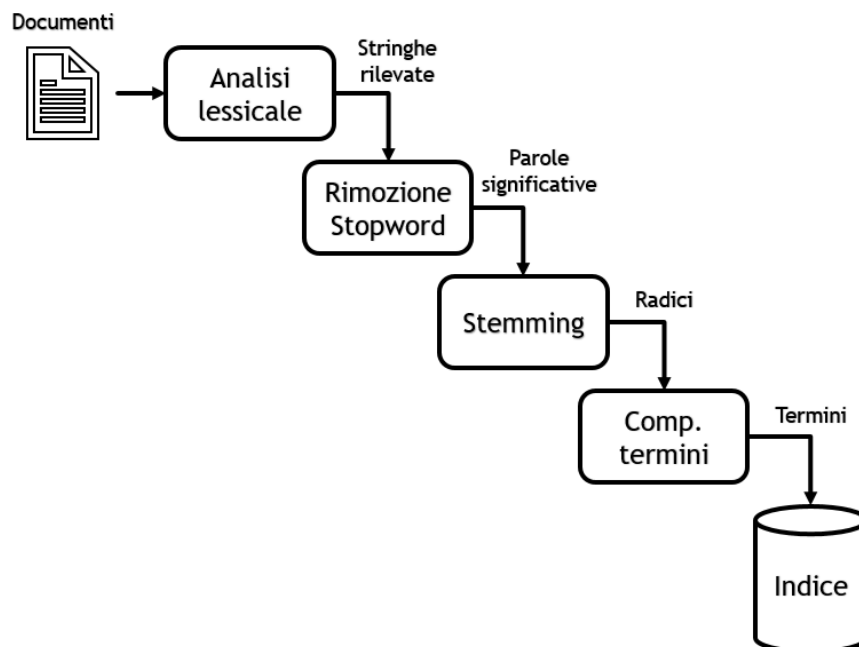 Documenti
Analisi
lessicale
Stringhe
rilevate
Rimozione
Stopword
Parole
significative
Stemming
Radici
Comp.
termini
Termini
Indice